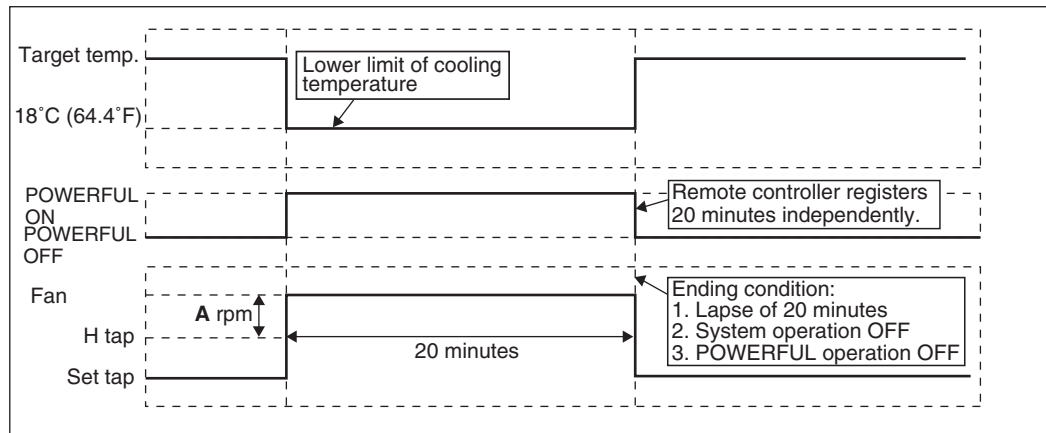 Target temp.
Lower limit of cooling
temperature
18˚C (64.4˚F)
POWERFUL
ON
POWERFUL
OFF
Remote controller registers
20 minutes independently.
Fan
A rpm
H tap
Set tap
20 minutes
Ending condition:
1. Lapse of 20 minutes
2. System operation OFF
3. POWERFUL operation OFF